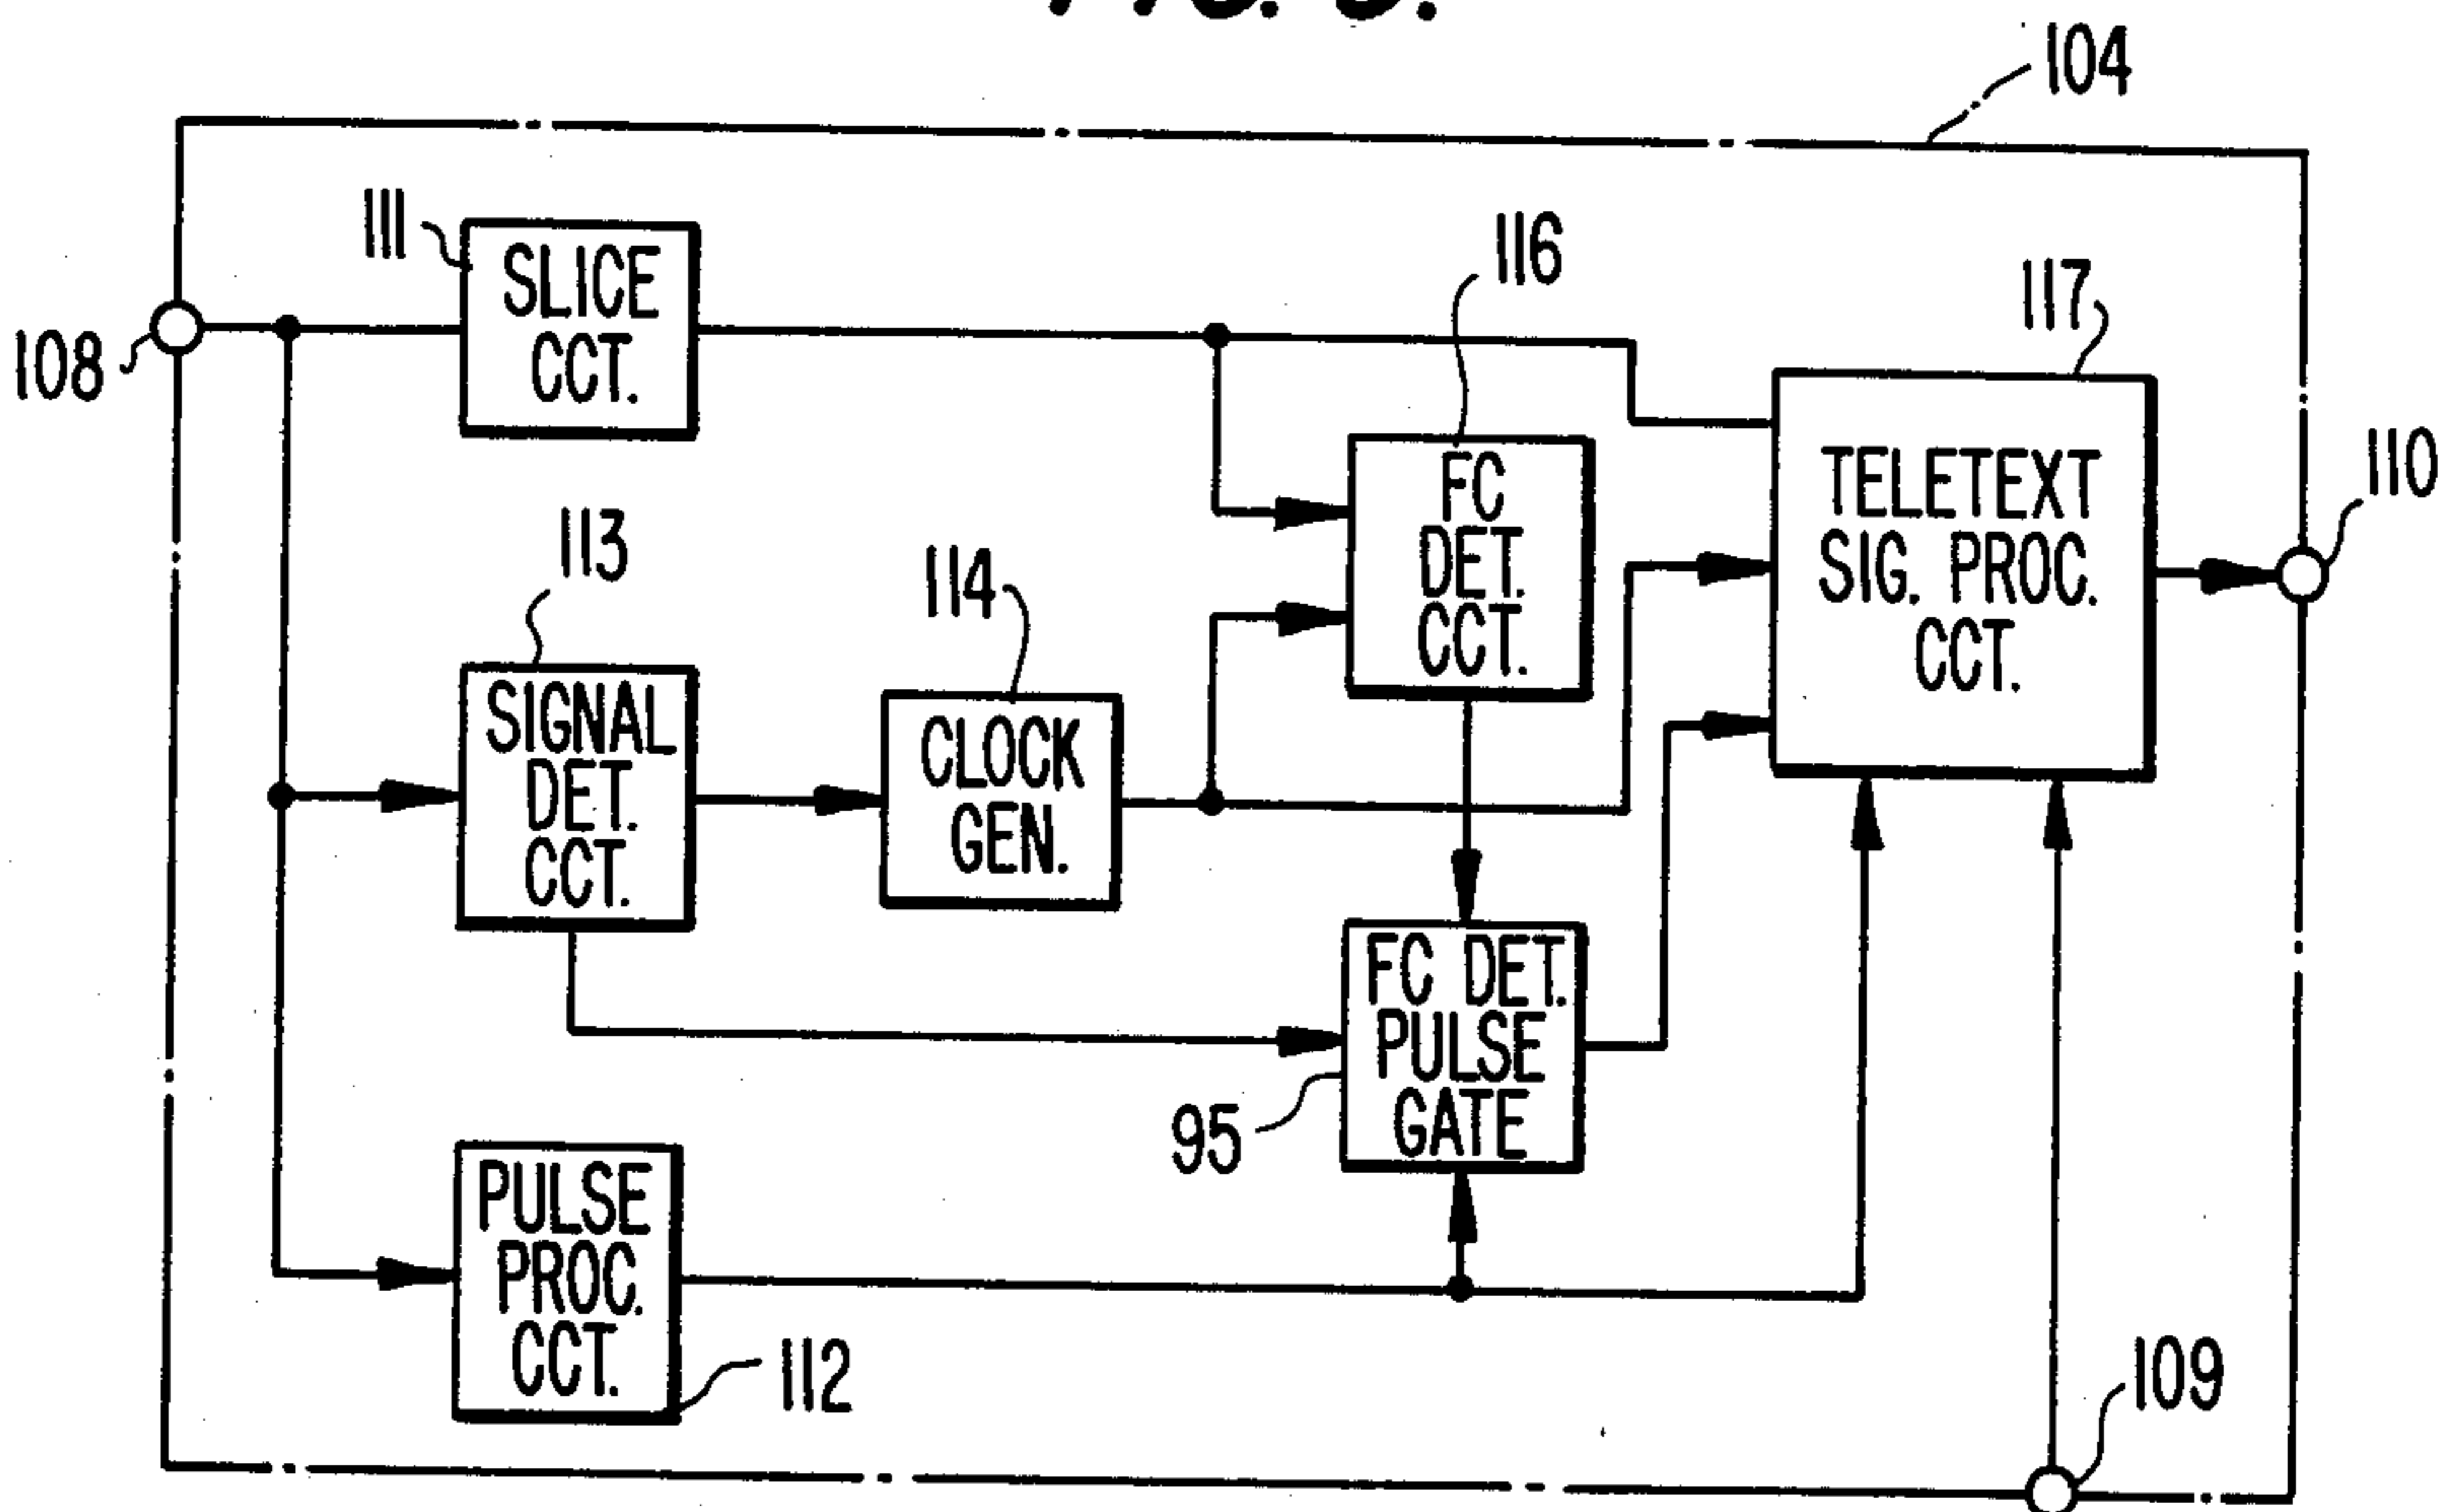 104
111
SLICE
CCT.
116
117
108
FC
DET.
CCT.
TELETEXT
SIG. PROC.
CCT.
110
113
114
SIGNAL
DET.
CCT.
CLOCK
GEN.
FC DET.
PULSE
GATE
95
PULSE
PROC.
CCT.
112
109